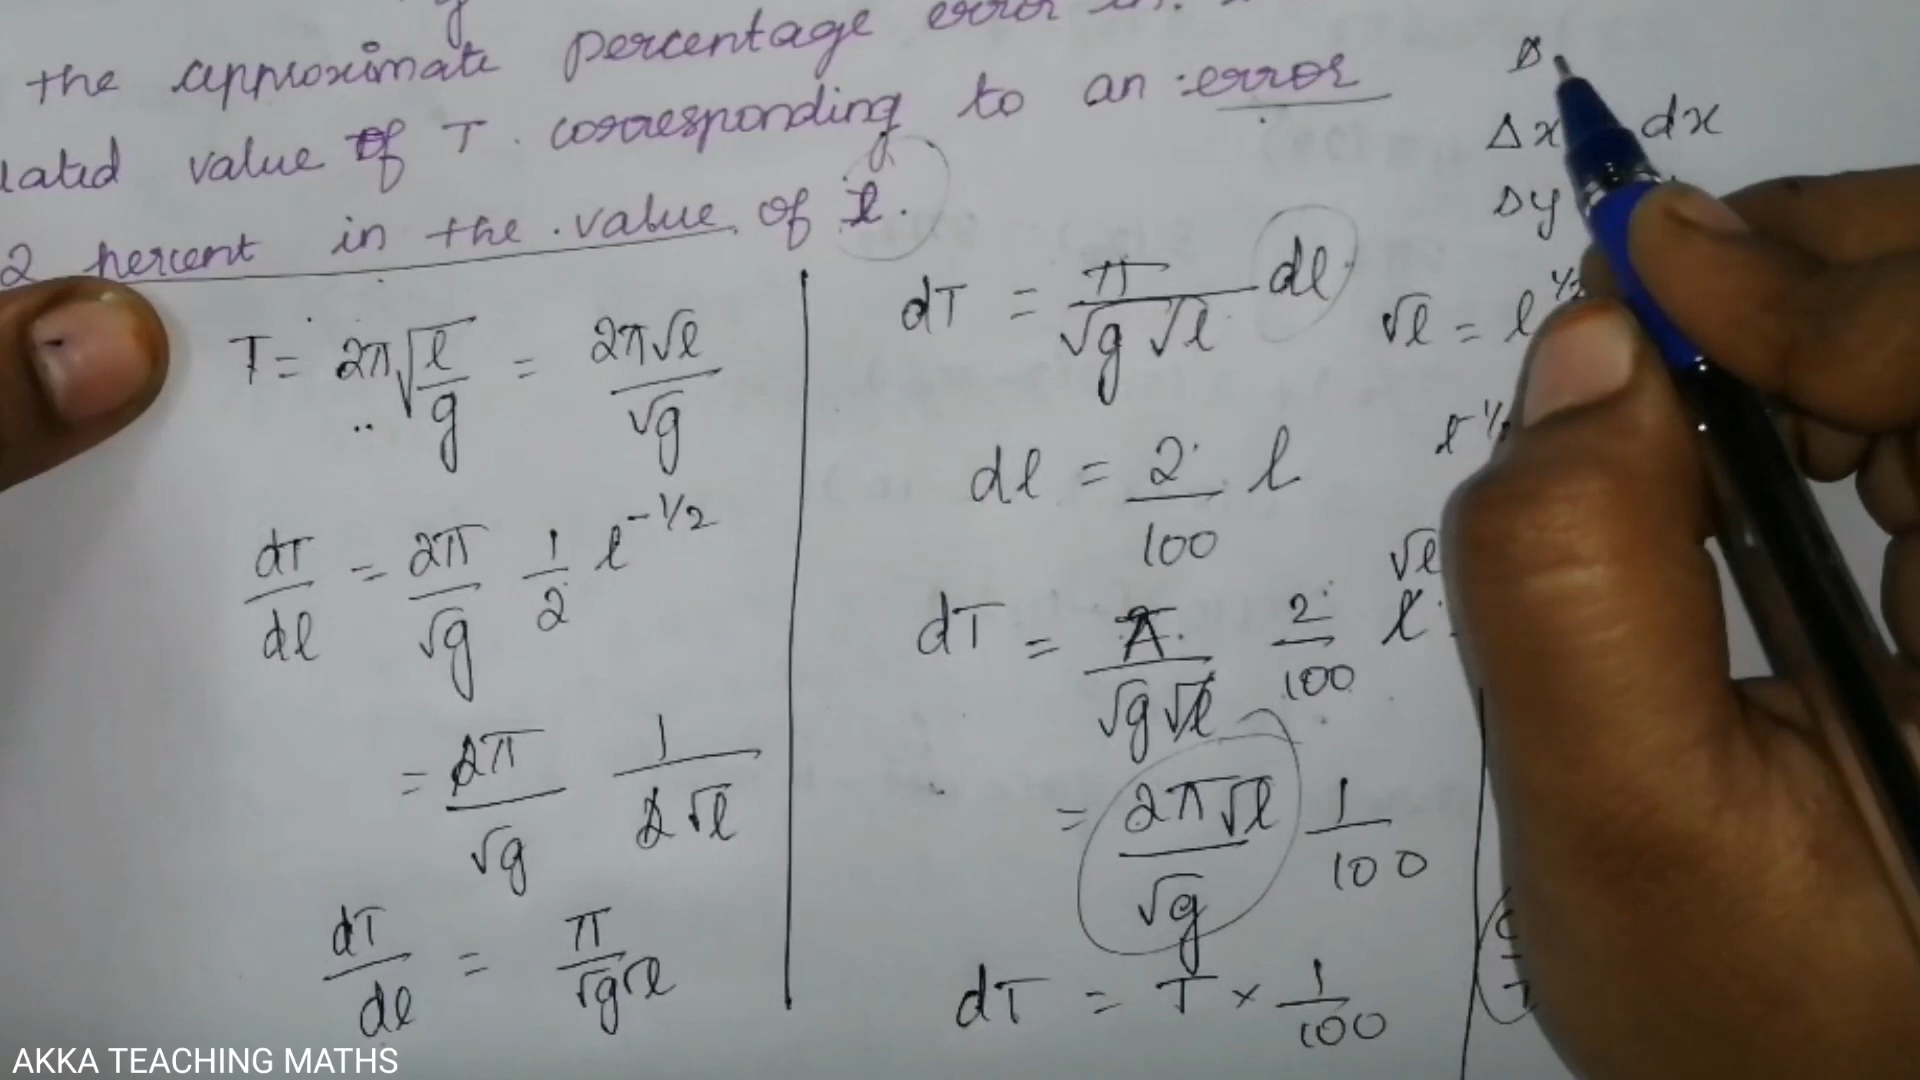 the approximate percentage error in
lated value of T. corresponding to an error
2 percent in the value of l.
T = 2π√(l/g) = 2π√l/√g
dT/dl = 2π/√g 1/2 l^(-1/2)
= 2π/√g 1/(2√l)
dT/dl = π/(√g√l)
dT = π/(√g √l) dl
dl = 2/100 l
dT = π/(√g√l) 2/100 l
= 2π√l/√g 1/100
dT = T × 1/100
Δx dx
Δy
√l = l^(1/2)
√l
AKKA TEACHING MATHS